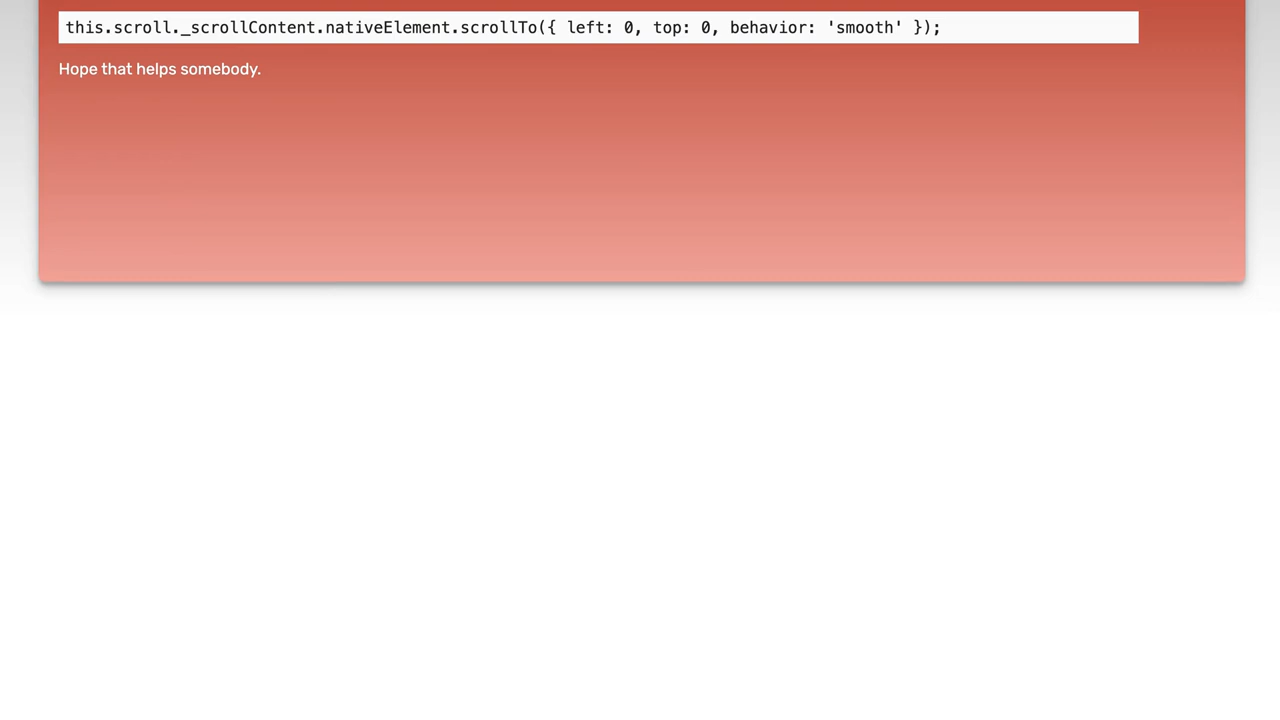 this.scroll._scrollContent.nativeElement.scrollTo({ left: 0, top: 0, behavior: 'smooth' });
Hope that helps somebody.